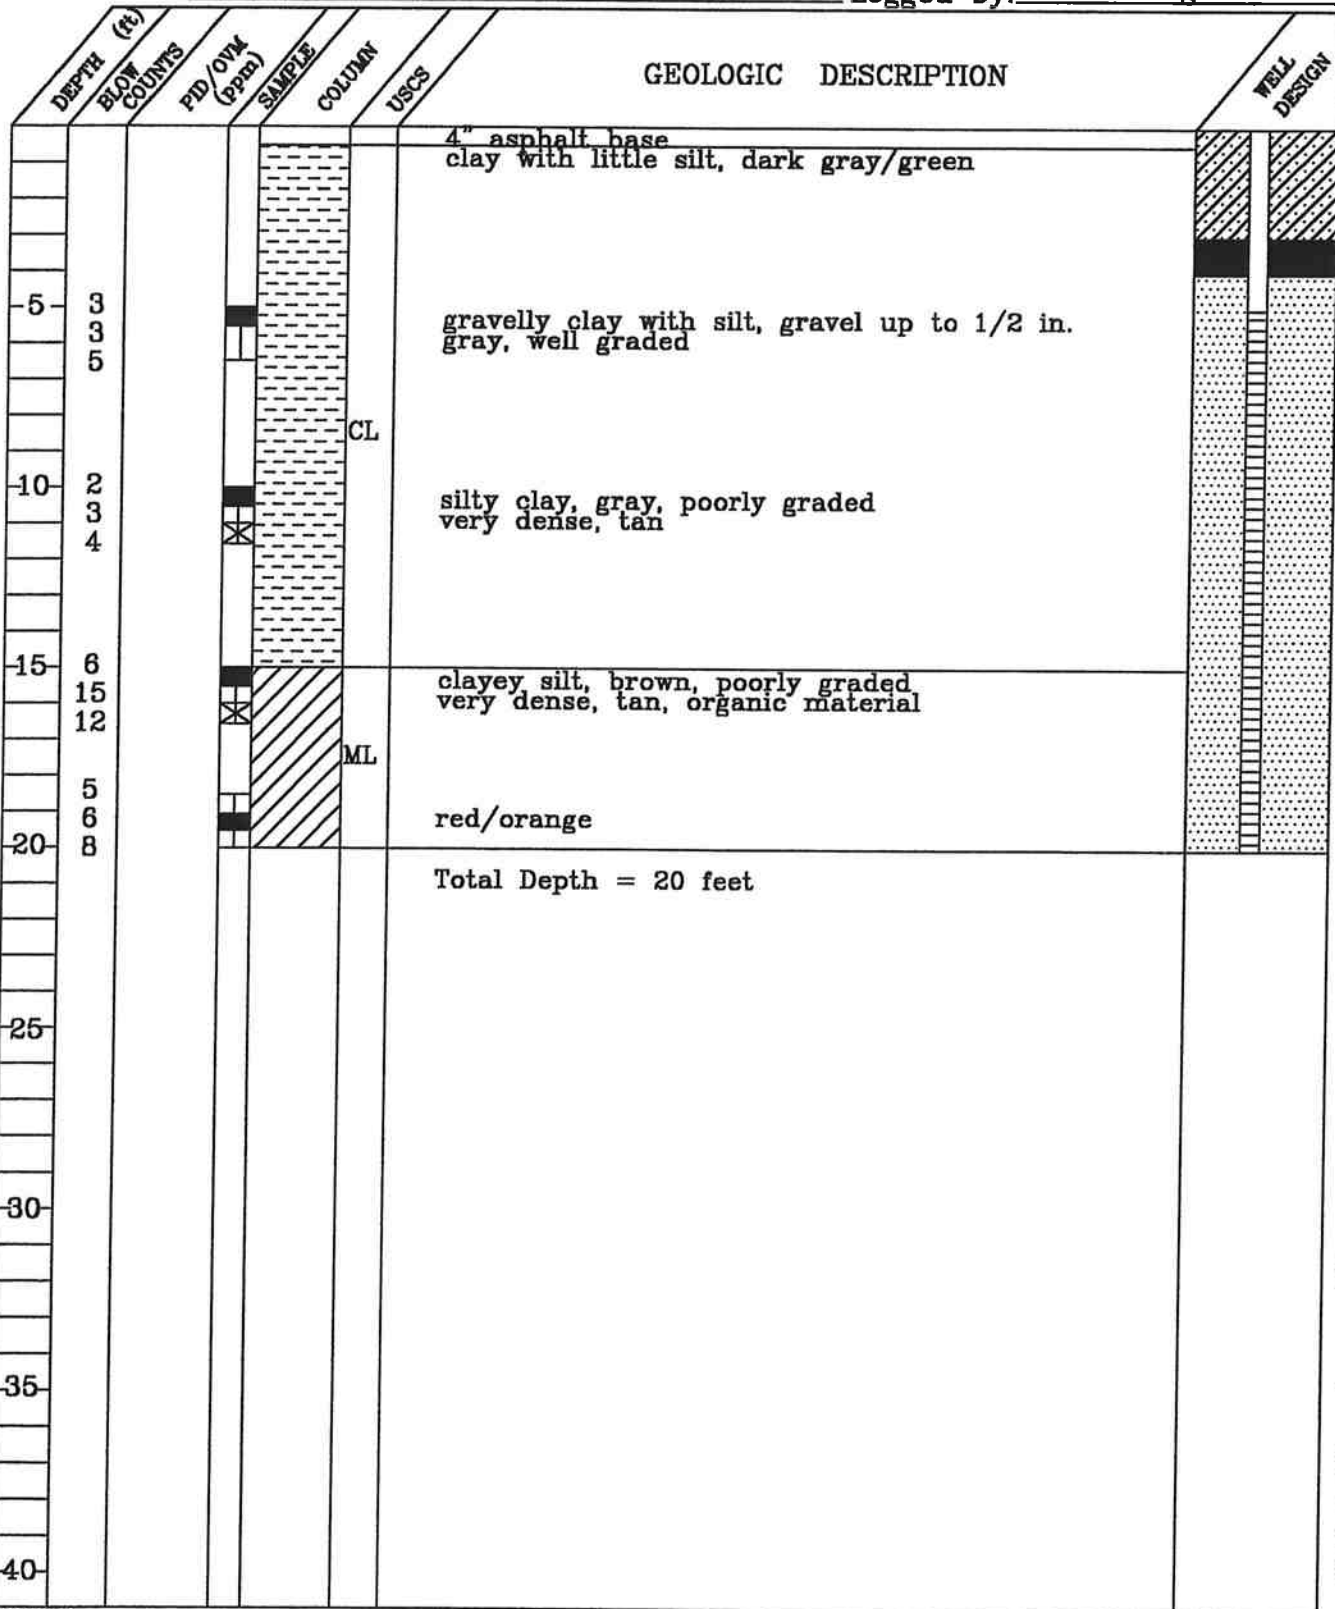 Logged by:
DEPTH (ft)
BLOW COUNTS
PID/OVM (ppm)
SAMPLE
COLUMN
USCS
GEOLOGIC DESCRIPTION
WELL DESIGN
4" asphalt base
clay with little silt, dark gray/green
5
3
3
5
gravelly clay with silt, gravel up to 1/2 in.
gray, well graded
CL
10
2
3
4
silty clay, gray, poorly graded
very dense, tan
15
6
15
12
clayey silt, brown, poorly graded
very dense, tan, organic material
ML
5
6
8
red/orange
20
Total Depth = 20 feet
25
30
35
40